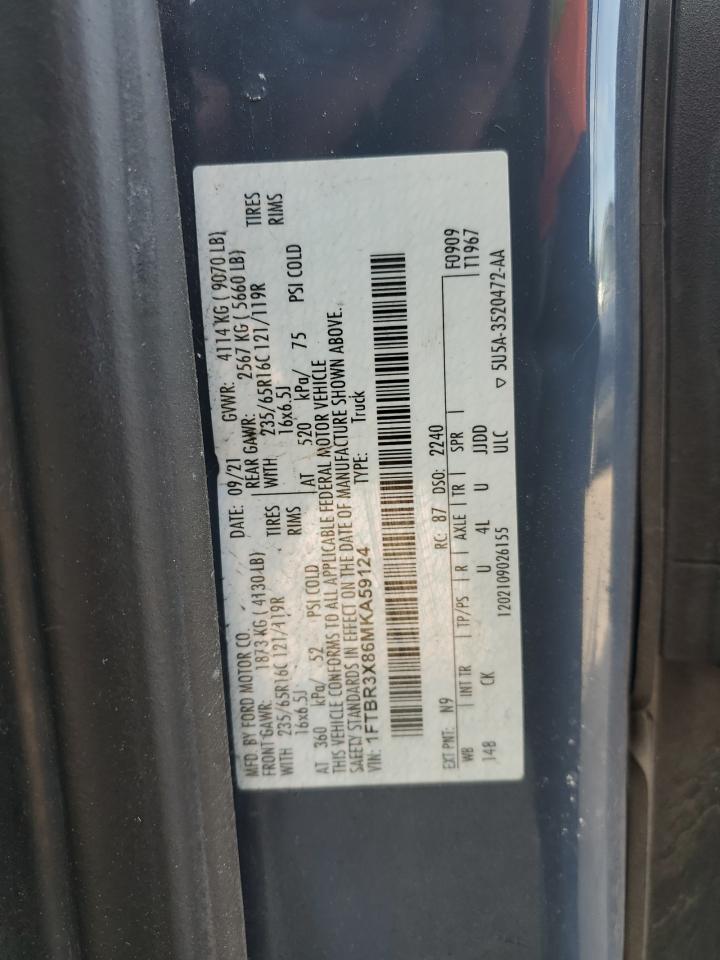 MFD. BY FORD MOTOR CO.
DATE: 09/21 GVWR: 4114 KG ( 9070 LB)
FRONT GAWR: 1873 KG ( 4130 LB) REAR GAWR: 2567 KG ( 5660 LB)
WITH 235/65R16C 121/119R TIRES WITH 235/65R16C 121/119R TIRES
16x6.5J RIMS 16x6.5J RIMS
AT 360 kPa/ 52 PSI COLD AT 520 kPa/ 75 PSI COLD
THIS VEHICLE CONFORMS TO ALL APPLICABLE FEDERAL MOTOR VEHICLE
SAFETY STANDARDS IN EFFECT ON THE DATE OF MANUFACTURE SHOWN ABOVE.
VIN: 1FTBR3X86MKA59124 TYPE: Truck
EXT PNT: N9 RC: 87 DSO: 2240 F0909
WB INT TR TP/PS R AXLE TR SPR T1967
148 CK U 4L U JJDD
1202109026155 ULC ▽ 5U5A-3520472-AA